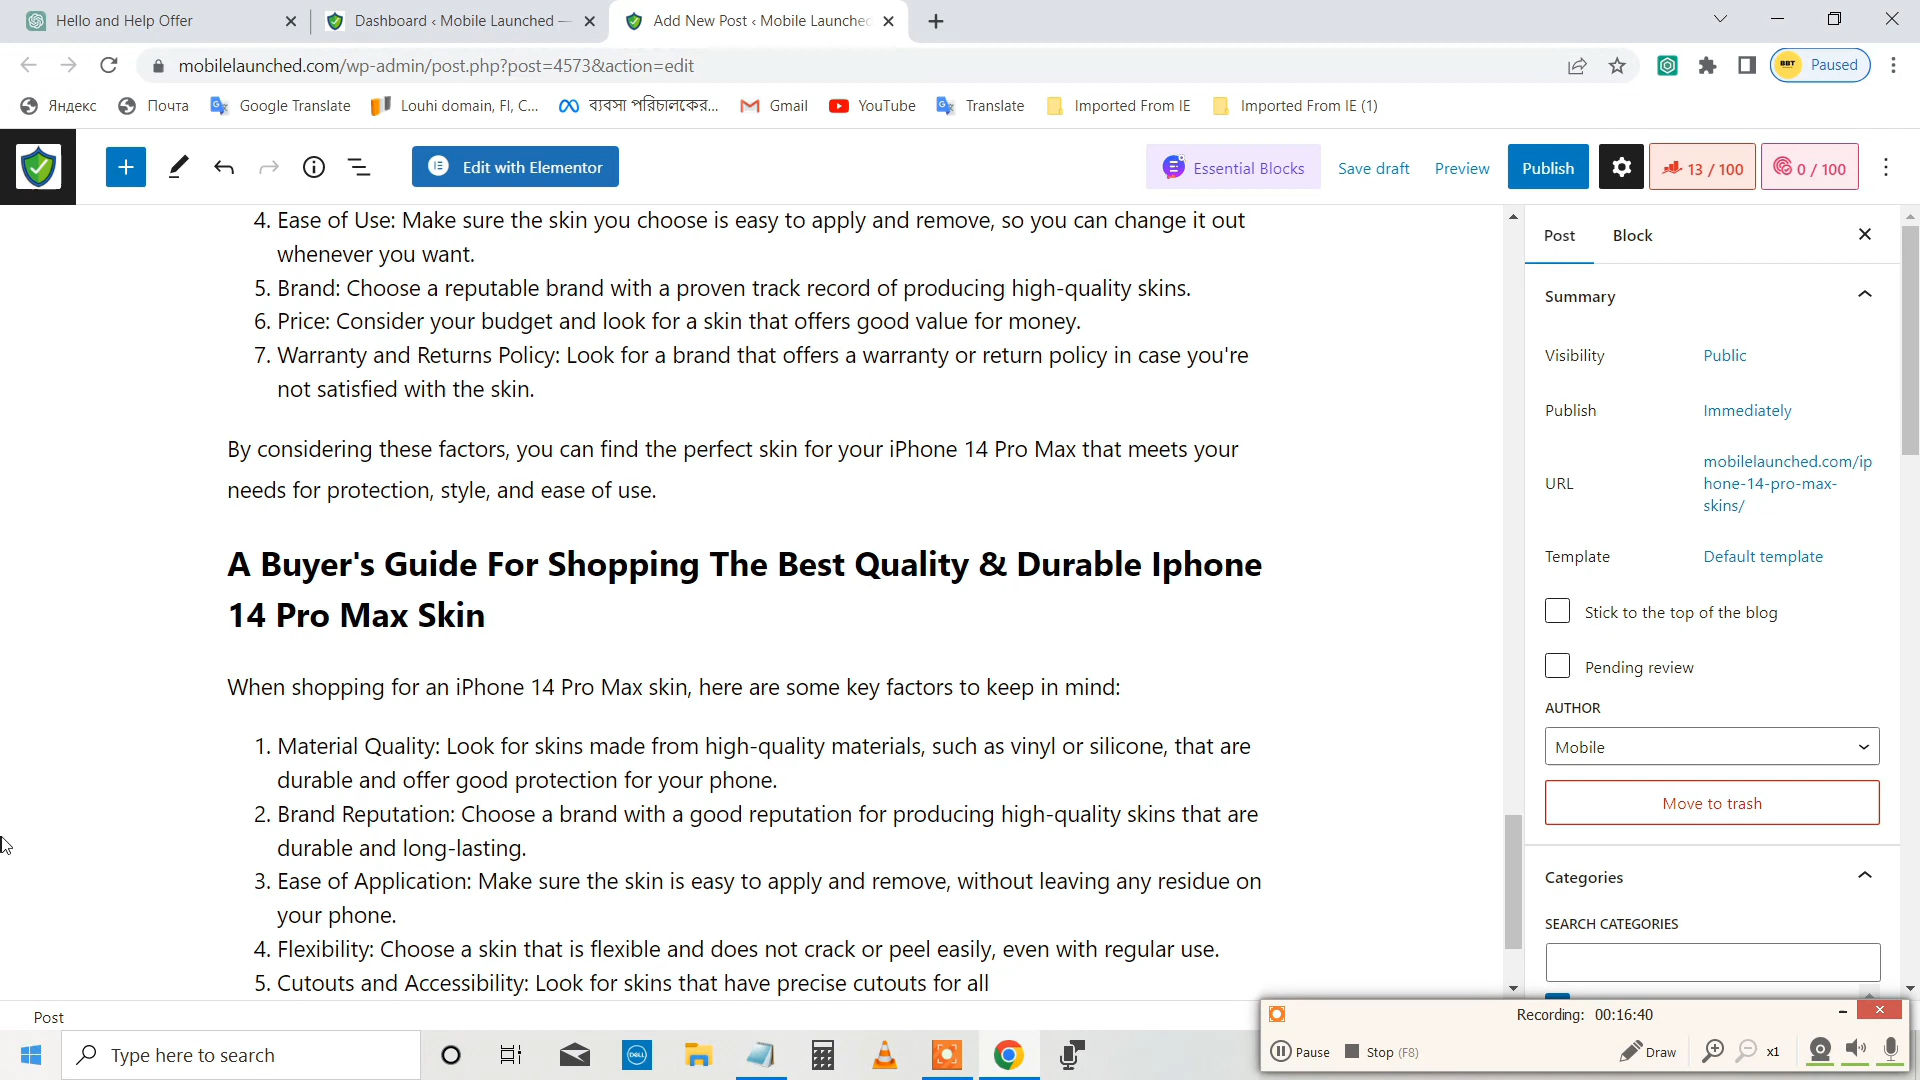 Hello and Help Offer
Dashboard ‹ Mobile Launched —
Add New Post ‹ Mobile Launched
mobilelaunched.com/wp-admin/post.php?post=4573&action=edit
BBT
Paused
Яндекс
Почта
Google Translate
Louhi domain, FI, C...
ব্যবসা পরিচালকের...
Gmail
YouTube
Translate
Imported From IE
Imported From IE (1)
Edit with Elementor
Essential Blocks
Save draft
Preview
Publish
13 / 100
0 / 100
4. Ease of Use: Make sure the skin you choose is easy to apply and remove, so you can change it out
whenever you want.
5. Brand: Choose a reputable brand with a proven track record of producing high-quality skins.
6. Price: Consider your budget and look for a skin that offers good value for money.
7. Warranty and Returns Policy: Look for a brand that offers a warranty or return policy in case you're
not satisfied with the skin.
By considering these factors, you can find the perfect skin for your iPhone 14 Pro Max that meets your
needs for protection, style, and ease of use.
A Buyer's Guide For Shopping The Best Quality & Durable Iphone
14 Pro Max Skin
When shopping for an iPhone 14 Pro Max skin, here are some key factors to keep in mind:
1. Material Quality: Look for skins made from high-quality materials, such as vinyl or silicone, that are
durable and offer good protection for your phone.
2. Brand Reputation: Choose a brand with a good reputation for producing high-quality skins that are
durable and long-lasting.
3. Ease of Application: Make sure the skin is easy to apply and remove, without leaving any residue on
your phone.
4. Flexibility: Choose a skin that is flexible and does not crack or peel easily, even with regular use.
5. Cutouts and Accessibility: Look for skins that have precise cutouts for all
Post
Block
Summary
Visibility
Public
Publish
Immediately
URL
mobilelaunched.com/ip
hone-14-pro-max-
skins/
Template
Default template
Stick to the top of the blog
Pending review
AUTHOR
Mobile
Move to trash
Categories
SEARCH CATEGORIES
Post
Recording: 00:16:40
Pause
Stop (F8)
Draw
x1
Type here to search
DELL